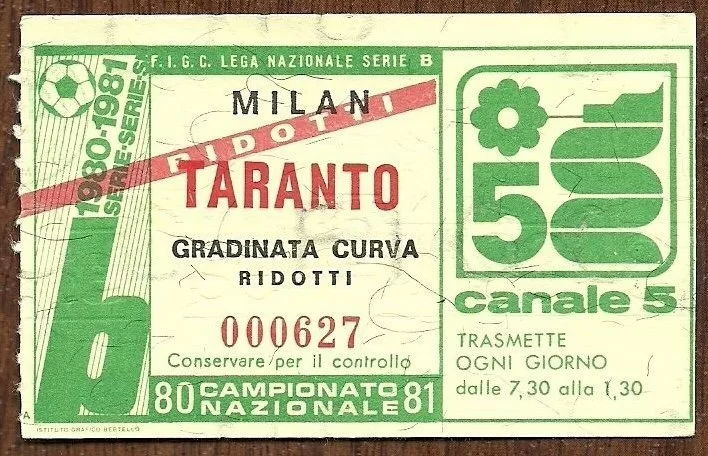 F.I.G.C. LEGA NAZIONALE SERIE B
1980-1981
SERIE-SERIE-S
MILAN
RIDOTTI
TARANTO
GRADINATA CURVA
RIDOTTI
000627
Conservare per il controllo
b
80 CAMPIONATO NAZIONALE 81
A
ISTITUTO GRAFICO BERTELLO
5
canale 5
TRASMETTE
OGNI GIORNO
dalle 7,30 alla 1,30